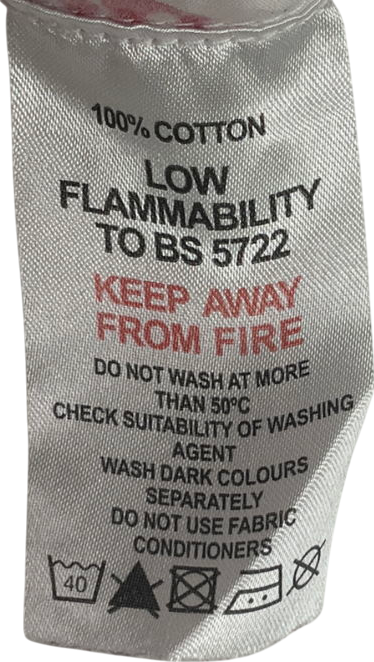 100% COTTON
LOW
FLAMMABILITY
TO BS 5722
KEEP AWAY
FROM FIRE
DO NOT WASH AT MORE
THAN 50°C
CHECK SUITABILITY OF WASHING
AGENT
WASH DARK COLOURS
SEPARATELY
DO NOT USE FABRIC
CONDITIONERS
40